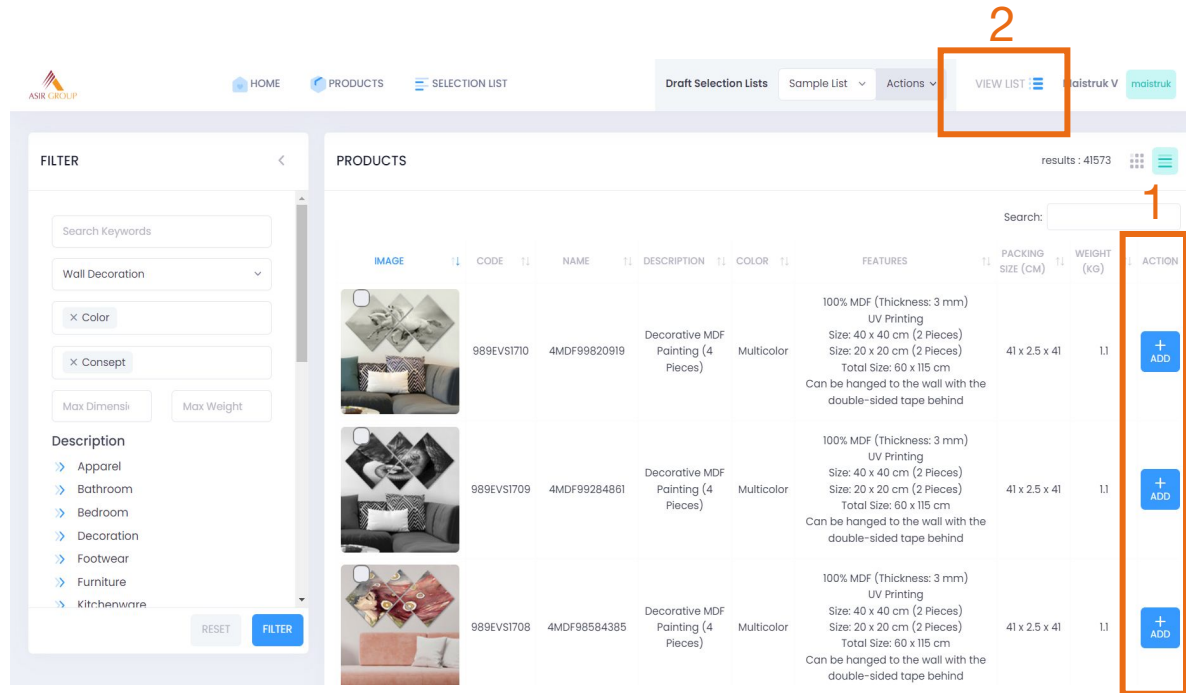 2
ASIR GROUP
HOME
PRODUCTS
SELECTION LIST
Draft Selection Lists
Sample List
Actions
VIEW LIST
Maistruk V
maistruk
FILTER
PRODUCTS
results : 41573
1
Search:
Search Keywords
Wall Decoration
× Color
× Consept
Max Dimensi
Max Weight
Description
Apparel
Bathroom
Bedroom
Decoration
Footwear
Furniture
Kitchenware
RESET
FILTER
IMAGE
CODE
NAME
DESCRIPTION
COLOR
FEATURES
PACKING
SIZE (CM)
WEIGHT
(KG)
ACTION
989EVS1710
4MDF99820919
Decorative MDF
Painting (4
Pieces)
Multicolor
100% MDF (Thickness: 3 mm)
UV Printing
Size: 40 x 40 cm (2 Pieces)
Size: 20 x 20 cm (2 Pieces)
Total Size: 60 x 115 cm
Can be hanged to the wall with the
double-sided tape behind
41 x 2.5 x 41
1.1
+
ADD
989EVS1709
4MDF99284861
Decorative MDF
Painting (4
Pieces)
Multicolor
100% MDF (Thickness: 3 mm)
UV Printing
Size: 40 x 40 cm (2 Pieces)
Size: 20 x 20 cm (2 Pieces)
Total Size: 60 x 115 cm
Can be hanged to the wall with the
double-sided tape behind
41 x 2.5 x 41
1.1
+
ADD
989EVS1708
4MDF98584385
Decorative MDF
Painting (4
Pieces)
Multicolor
100% MDF (Thickness: 3 mm)
UV Printing
Size: 40 x 40 cm (2 Pieces)
Size: 20 x 20 cm (2 Pieces)
Total Size: 60 x 115 cm
Can be hanged to the wall with the
double-sided tape behind
41 x 2.5 x 41
1.1
+
ADD